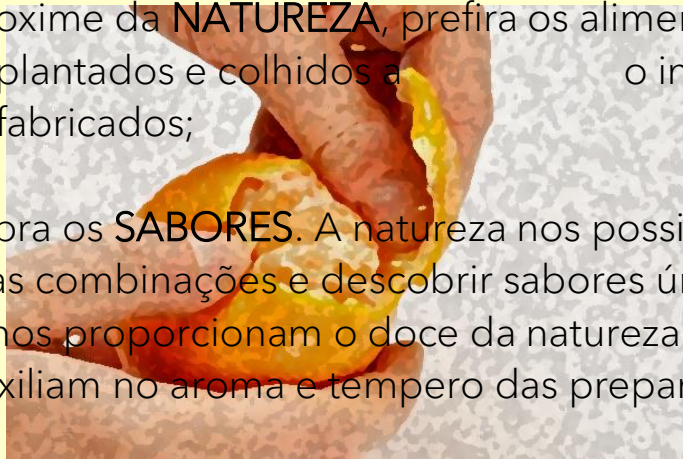 oxime da NATUREZA, prefira os alimen
plantados e colhidos a o in
fabricados;
ora os SABORES. A natureza nos possi
as combinações e descobrir sabores ún
nos proporcionam o doce da natureza
xiliam no aroma e tempero das prepar